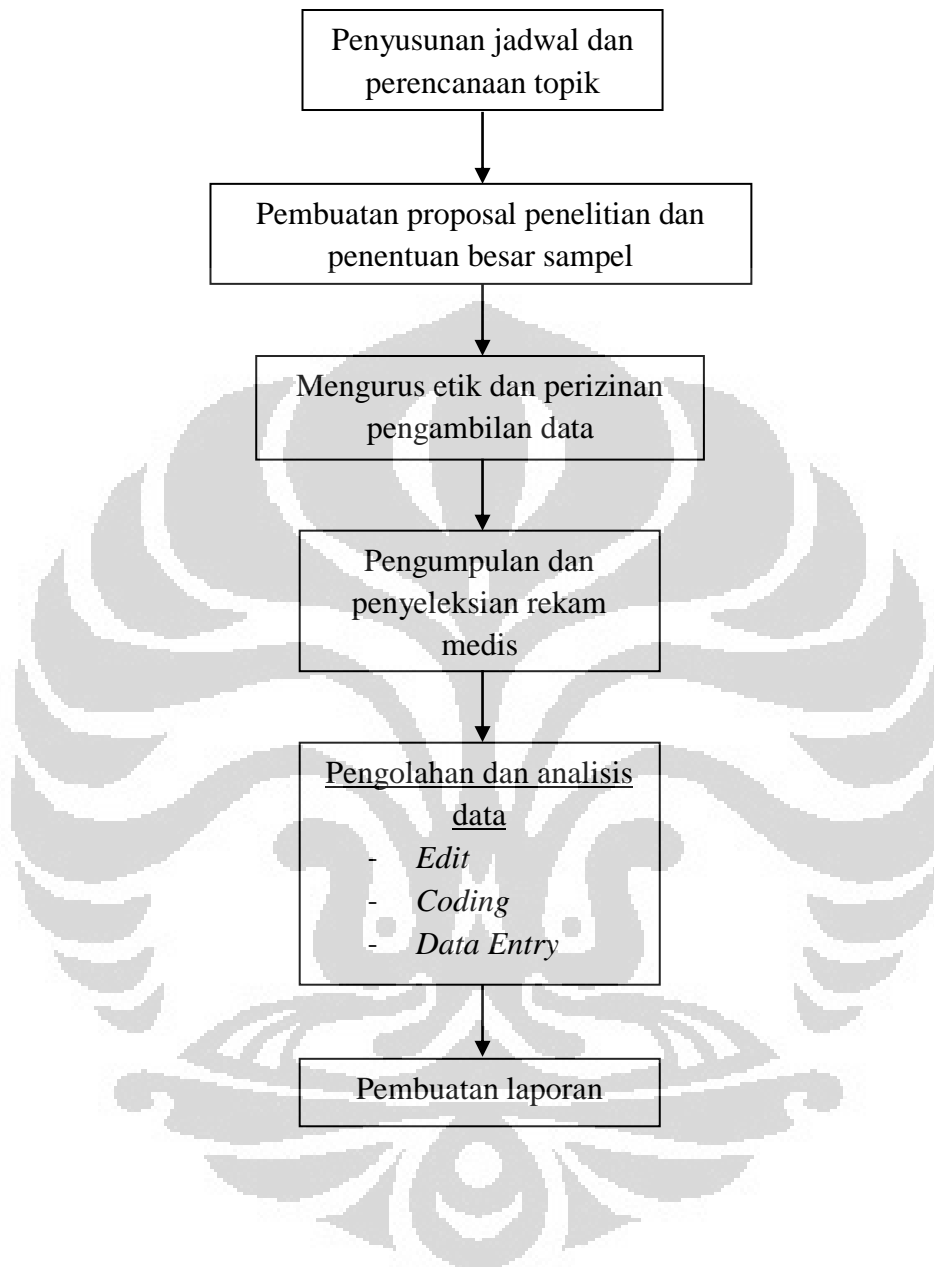 Penyusunan jadwal dan
perencanaan topik
Pembuatan proposal penelitian dan
penentuan besar sampel
Mengurus etik dan perizinan
pengambilan data
Pengumpulan dan
penyeleksian rekam
medis
Pengolahan dan analisis
data
- Edit
- Coding
- Data Entry
Pembuatan laporan